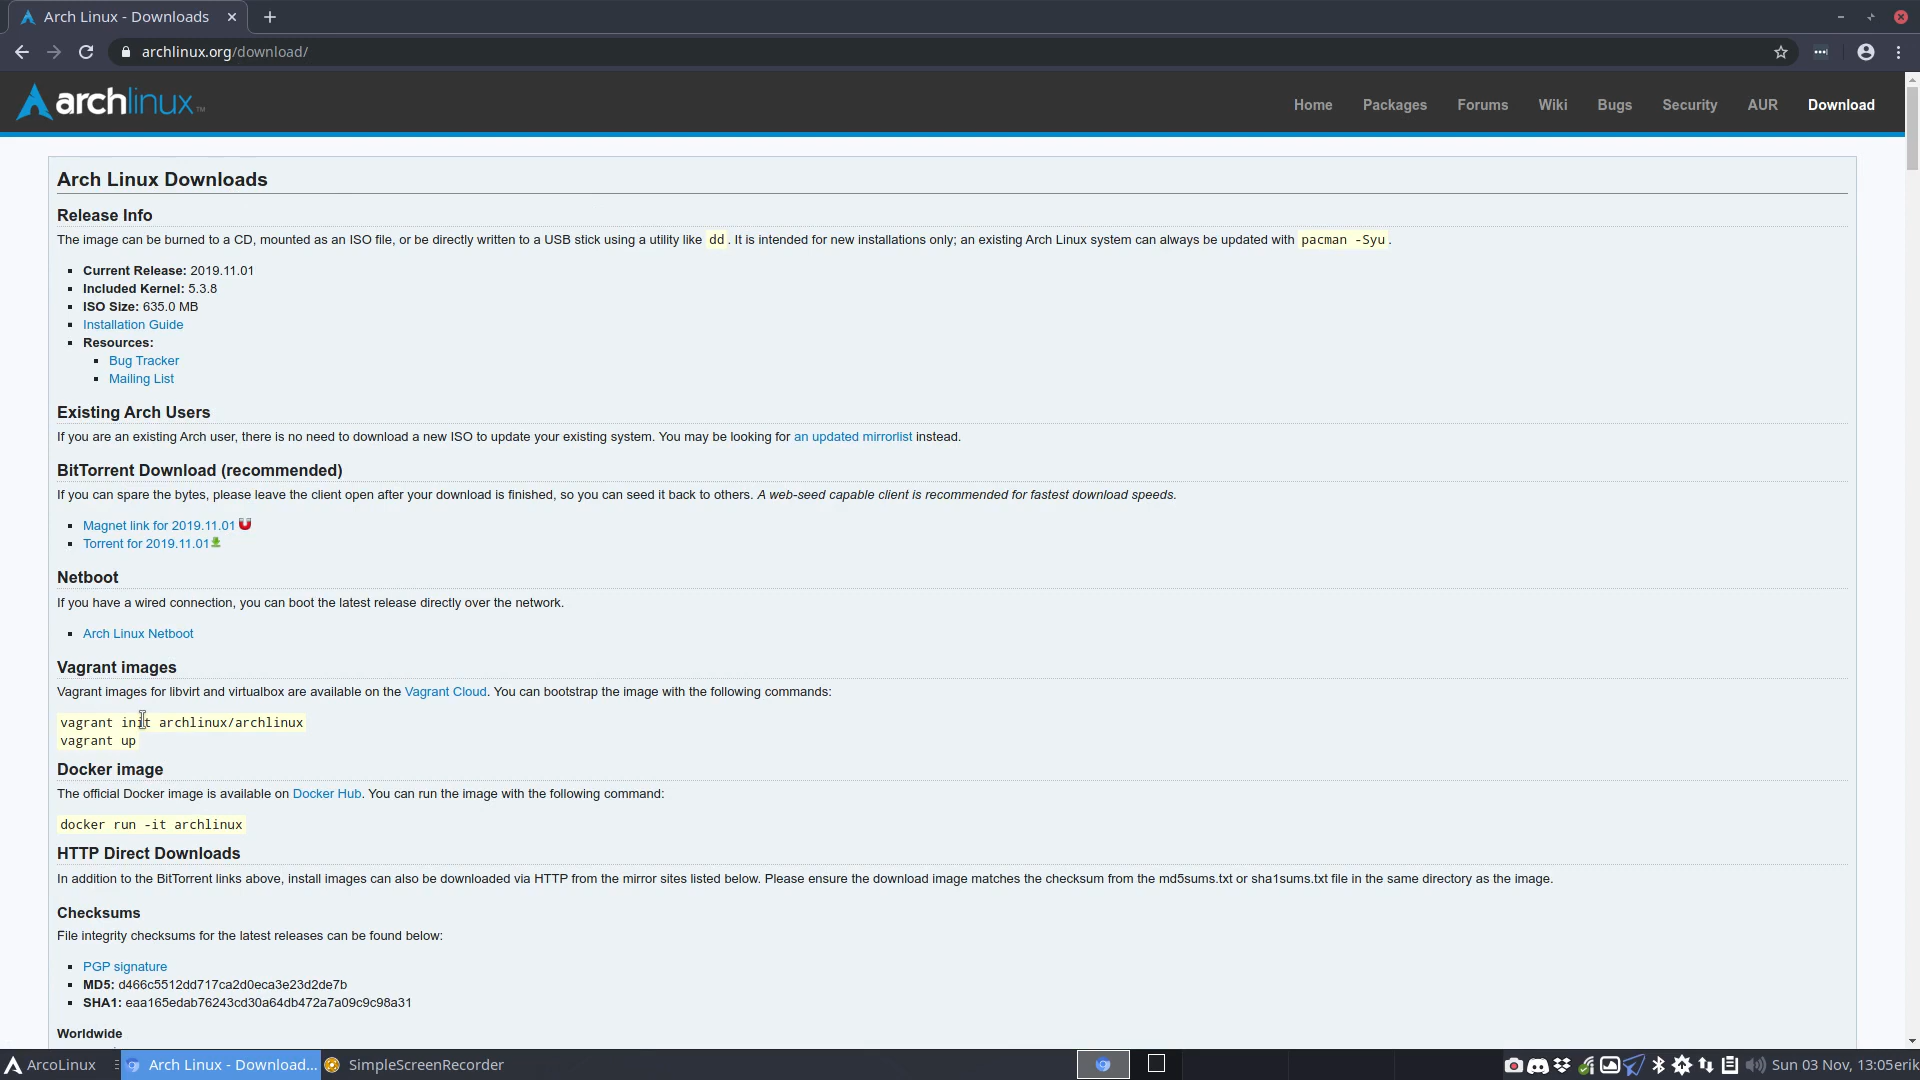 Arch Linux - Downloads
archlinux.org/download/
archlinux™
Home Packages Forums Wiki Bugs Security AUR Download
Arch Linux Downloads
Release Info
The image can be burned to a CD, mounted as an ISO file, or be directly written to a USB stick using a utility like dd. It is intended for new installations only; an existing Arch Linux system can always be updated with pacman -Syu.
Current Release: 2019.11.01
Included Kernel: 5.3.8
ISO Size: 635.0 MB
Installation Guide
Resources:
Bug Tracker
Mailing List
Existing Arch Users
If you are an existing Arch user, there is no need to download a new ISO to update your existing system. You may be looking for an updated mirrorlist instead.
BitTorrent Download (recommended)
If you can spare the bytes, please leave the client open after your download is finished, so you can seed it back to others. A web-seed capable client is recommended for fastest download speeds.
Magnet link for 2019.11.01
Torrent for 2019.11.01
Netboot
If you have a wired connection, you can boot the latest release directly over the network.
Arch Linux Netboot
Vagrant images
Vagrant images for libvirt and virtualbox are available on the Vagrant Cloud. You can bootstrap the image with the following commands:
vagrant init archlinux/archlinux
vagrant up
Docker image
The official Docker image is available on Docker Hub. You can run the image with the following command:
docker run -it archlinux
HTTP Direct Downloads
In addition to the BitTorrent links above, install images can also be downloaded via HTTP from the mirror sites listed below. Please ensure the download image matches the checksum from the md5sums.txt or sha1sums.txt file in the same directory as the image.
Checksums
File integrity checksums for the latest releases can be found below:
PGP signature
MD5: d466c5512dd717ca2d0eca3e23d2de7b
SHA1: eaa165edab76243cd30a64db472a7a09c9c98a31
Worldwide
ArcoLinux Arch Linux - Download... SimpleScreenRecorder Sun 03 Nov, 13:05erik